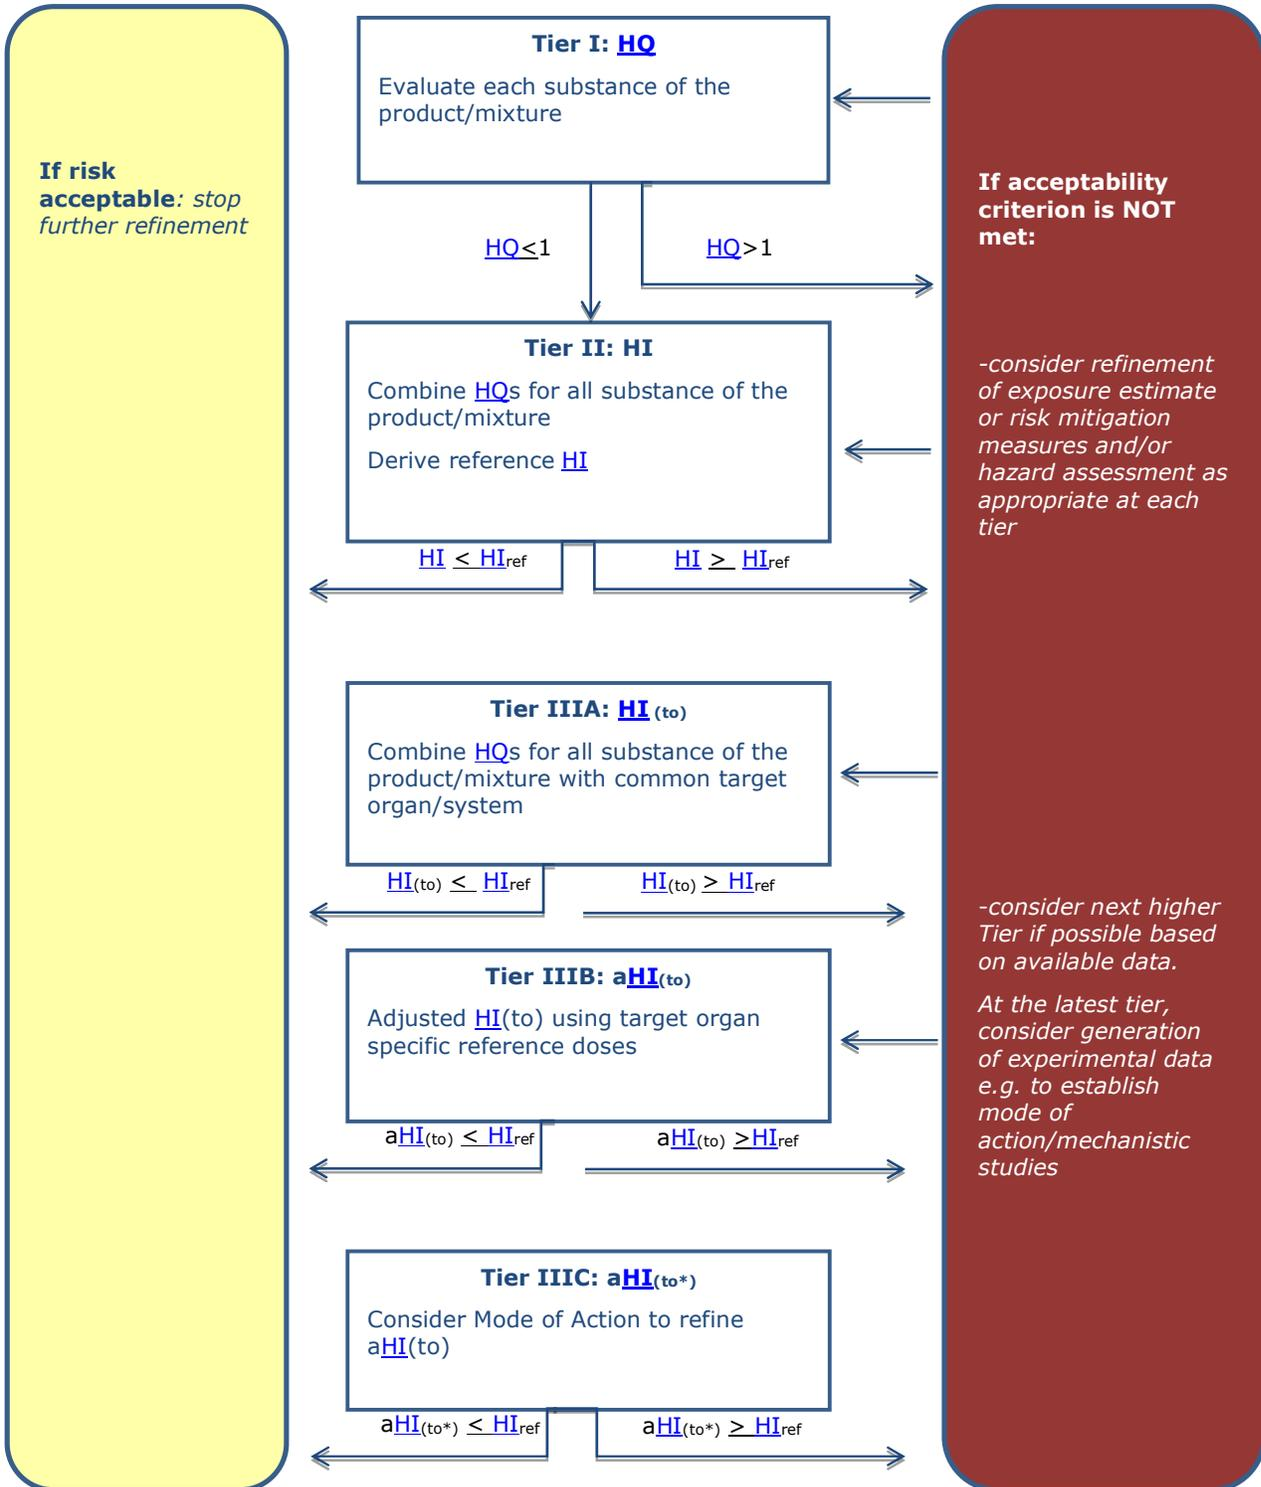 If risk
acceptable: stop
further refinement
Tier I: HQ
Evaluate each substance of the
product/mixture
HQ<1
HQ>1
Tier II: HI
Combine HQs for all substance of the
product/mixture
Derive reference HI
HI < HIref
HI > HIref
Tier IIIA: HI (to)
Combine HQs for all substance of the
product/mixture with common target
organ/system
HI(to) < HIref
HI(to) > HIref
Tier IIIB: aHI(to)
Adjusted HI(to) using target organ
specific reference doses
aHI(to) < HIref
aHI(to) >HIref
Tier IIIC: aHI(to*)
Consider Mode of Action to refine
aHI(to)
aHI(to*) < HIref
aHI(to*) > HIref
If acceptability
criterion is NOT
met:
-consider refinement
of exposure estimate
or risk mitigation
measures and/or
hazard assessment as
appropriate at each
tier
-consider next higher
Tier if possible based
on available data.
At the latest tier,
consider generation
of experimental data
e.g. to establish
mode of
action/mechanistic
studies